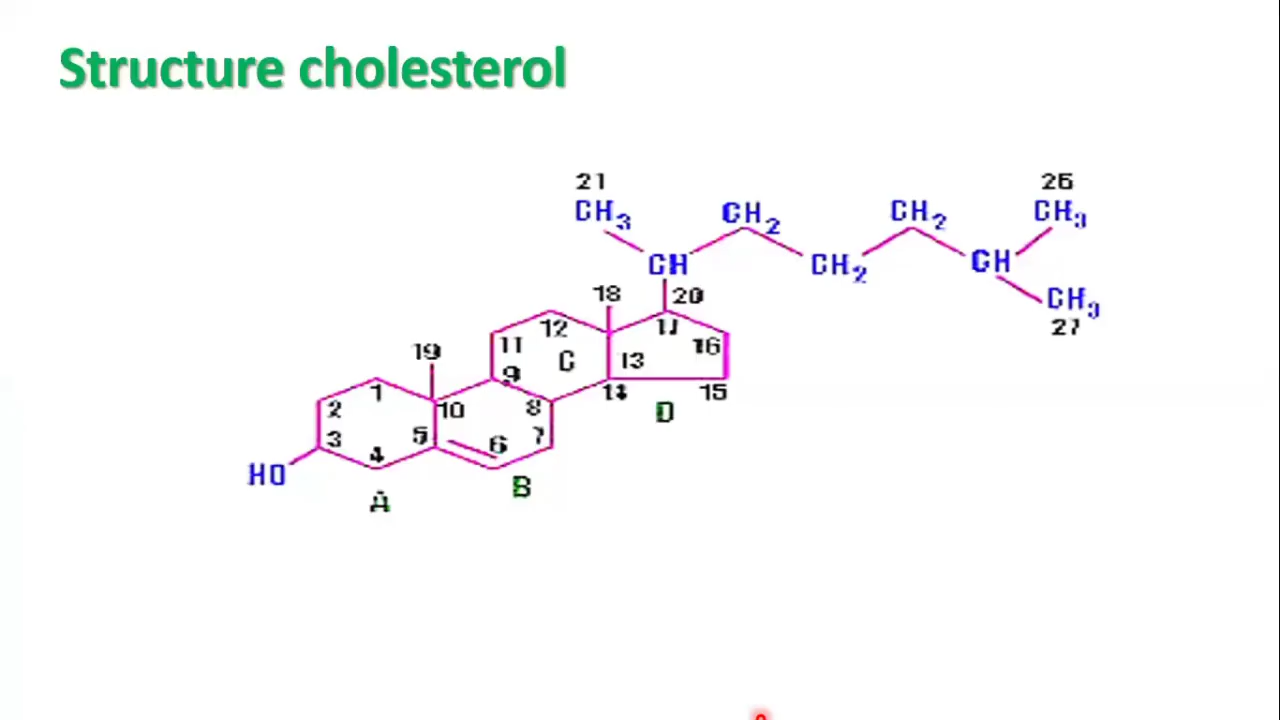 Structure cholesterol
21 26
CH3 CH2 CH2 CH3
CH CH2 CH
18 20 CH3
12 17 27
11 16
19 C 13
9 14 15
1 10 8 D
2
3 5 6 7
4
HO B
A